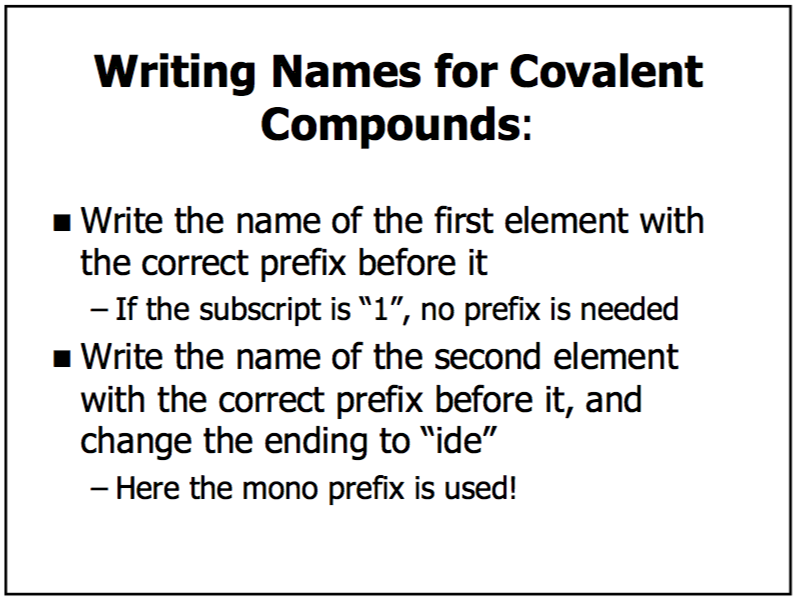 Writing Names for Covalent
Compounds:
■ Write the name of the first element with
the correct prefix before it
– If the subscript is “1”, no prefix is needed
■ Write the name of the second element
with the correct prefix before it, and
change the ending to “ide”
– Here the mono prefix is used!